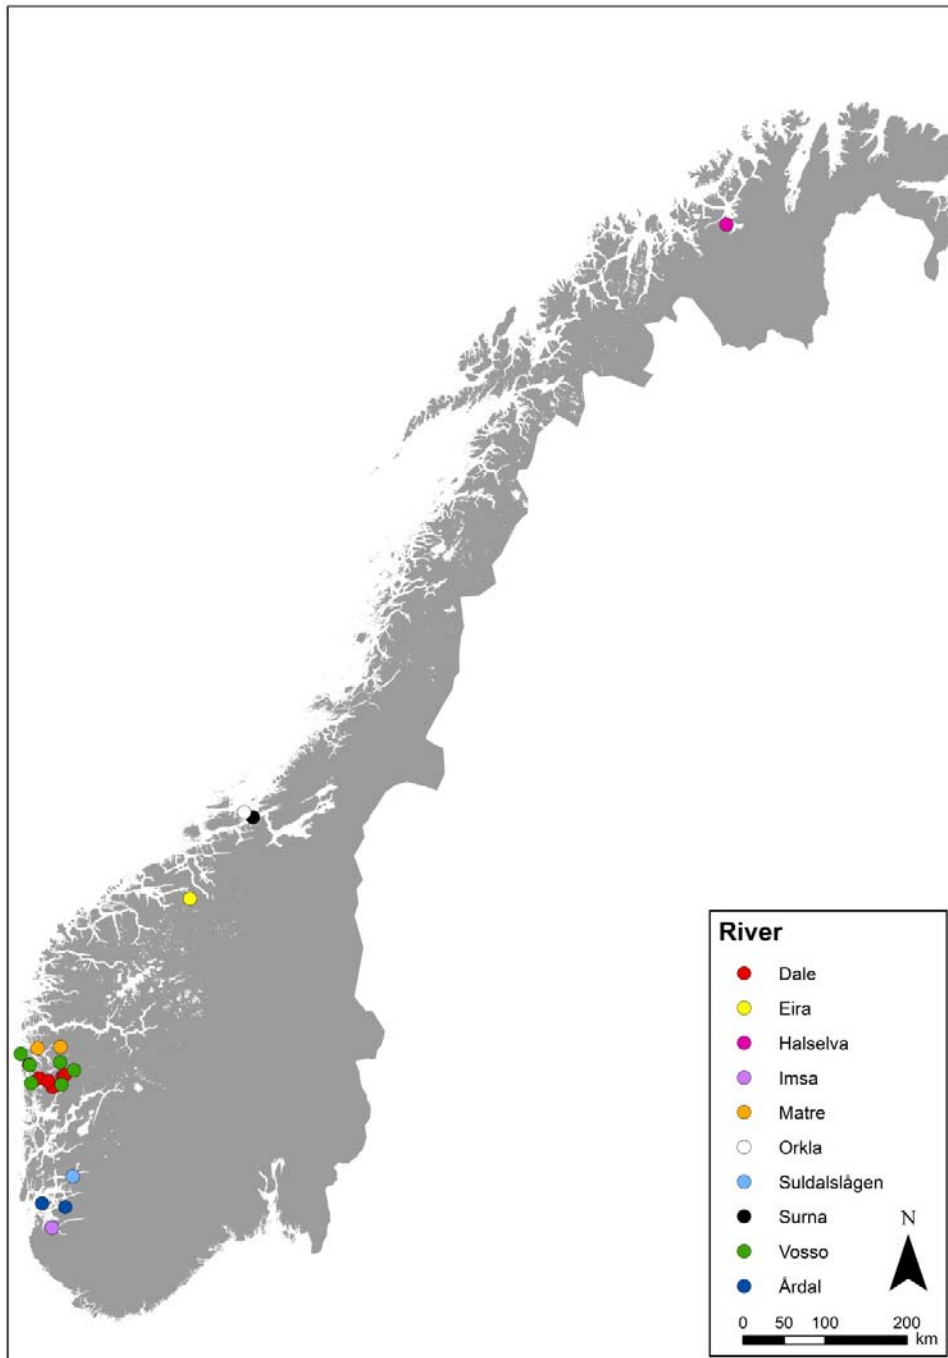 River
Dale
Eira
Halselva
Imsa
Matre
Orkla
Suldalslågen
Surna
Vosso
Årdal
N
0 50 100 200
km